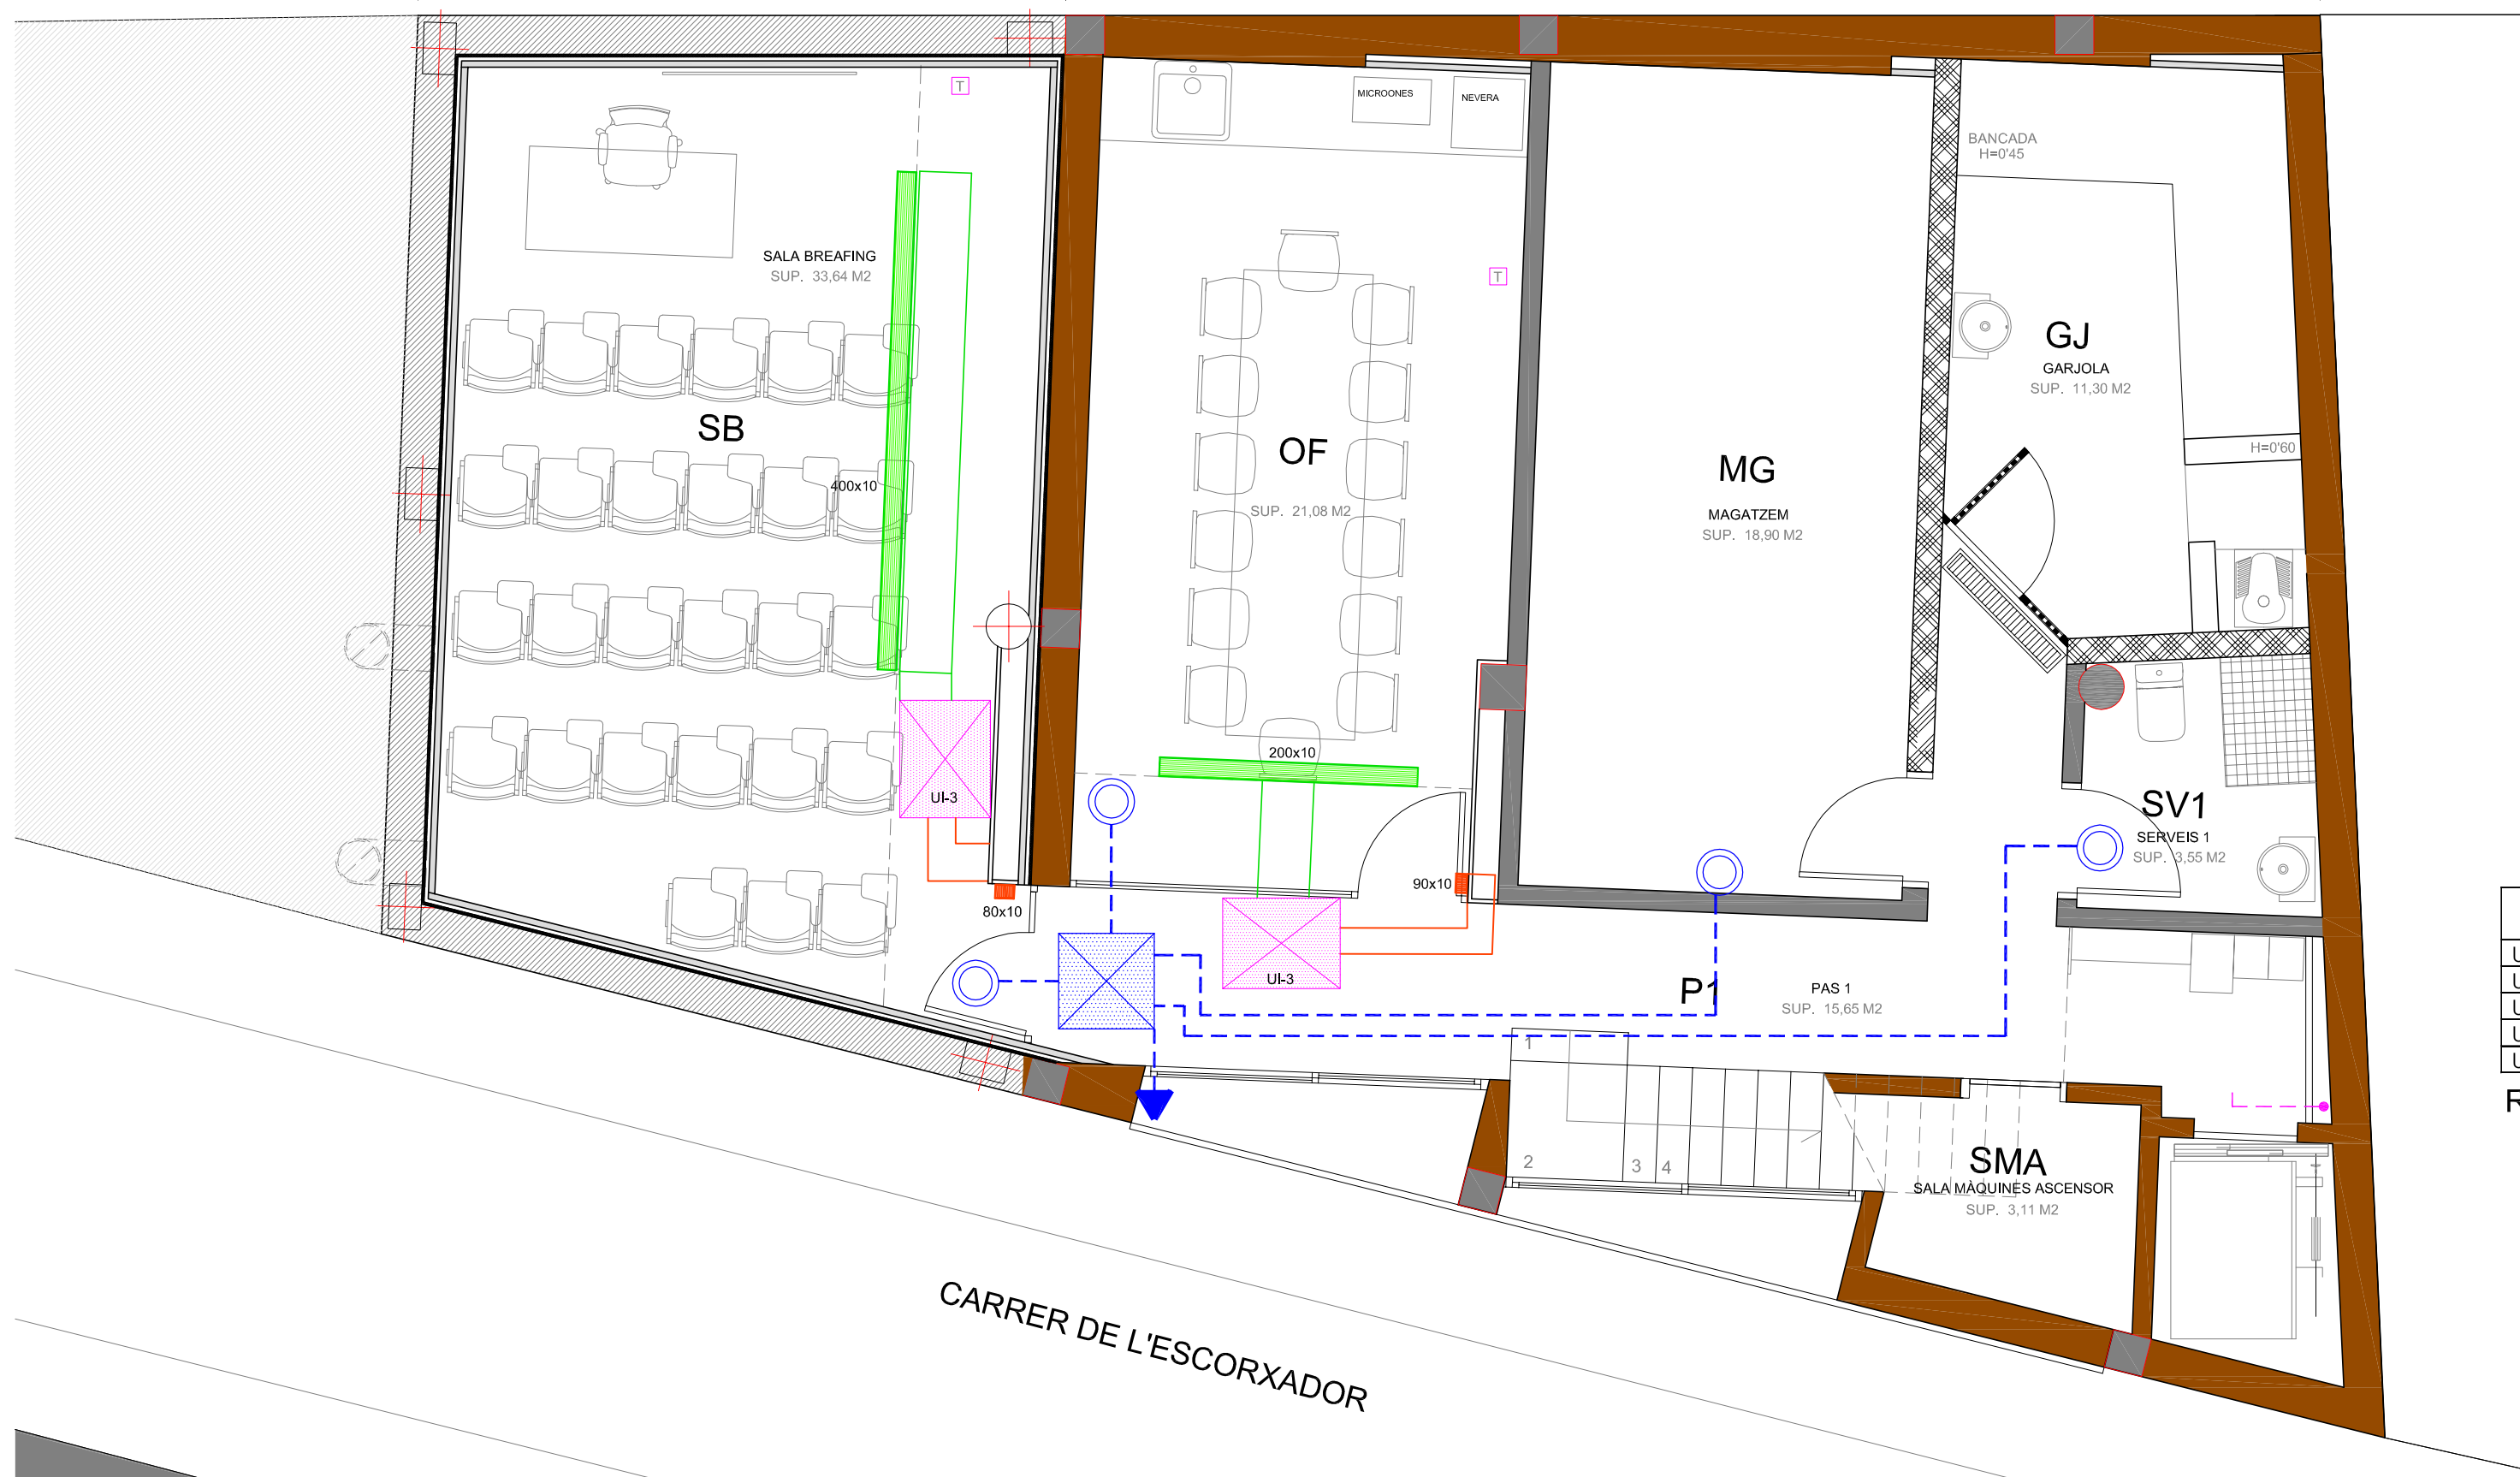 T
MICROONES
NEVERA
BANCADA
H=0'45
SALA BREAFING
SUP. 33,64 M2
T
GJ
GARJOLA
SUP. 11,30 M2
SB
OF
H=0'60
MG
400x10
SUP. 21,08 M2
MAGATZEM
SUP. 18,90 M2
200x10
UI-3
SV1
SERVEIS 1
SUP. 3,55 M2
90x10
80x10
UI-3
P1
PAS 1
SUP. 15,65 M2
1
2
3
4
SMA
SALA MÀQUINES ASCENSOR
SUP. 3,11 M2
CARRER DE L'ESCORXADOR